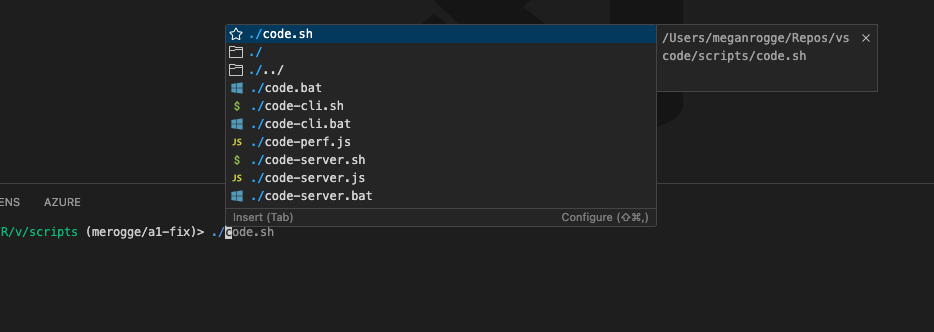 ./code.sh
./
./../
./code.bat
./code-cli.sh
./code-cli.bat
./code-perf.js
./code-server.sh
./code-server.js
./code-server.bat
Insert (Tab) Configure (⇧⌘,)
/Users/meganrogge/Repos/vs
code/scripts/code.sh
ENS AZURE
/R/v/scripts (merogge/a1-fix)> ./code.sh